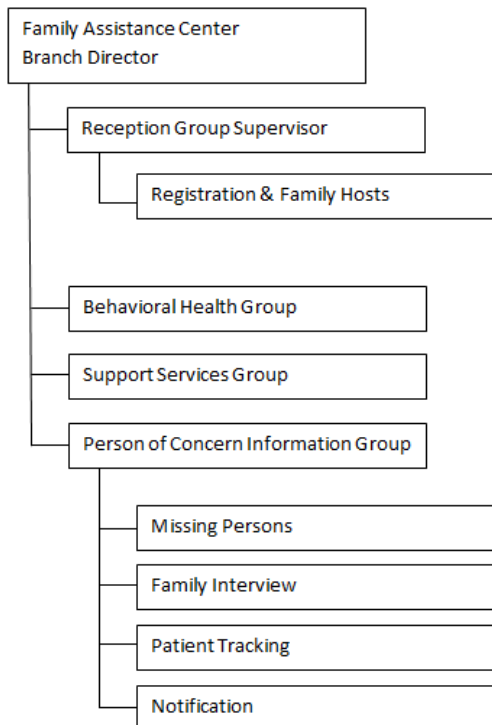 Family Assistance Center
Branch Director
Reception Group Supervisor
Registration & Family Hosts
Behavioral Health Group
Support Services Group
Person of Concern Information Group
Missing Persons
Family Interview
Patient Tracking
Notification